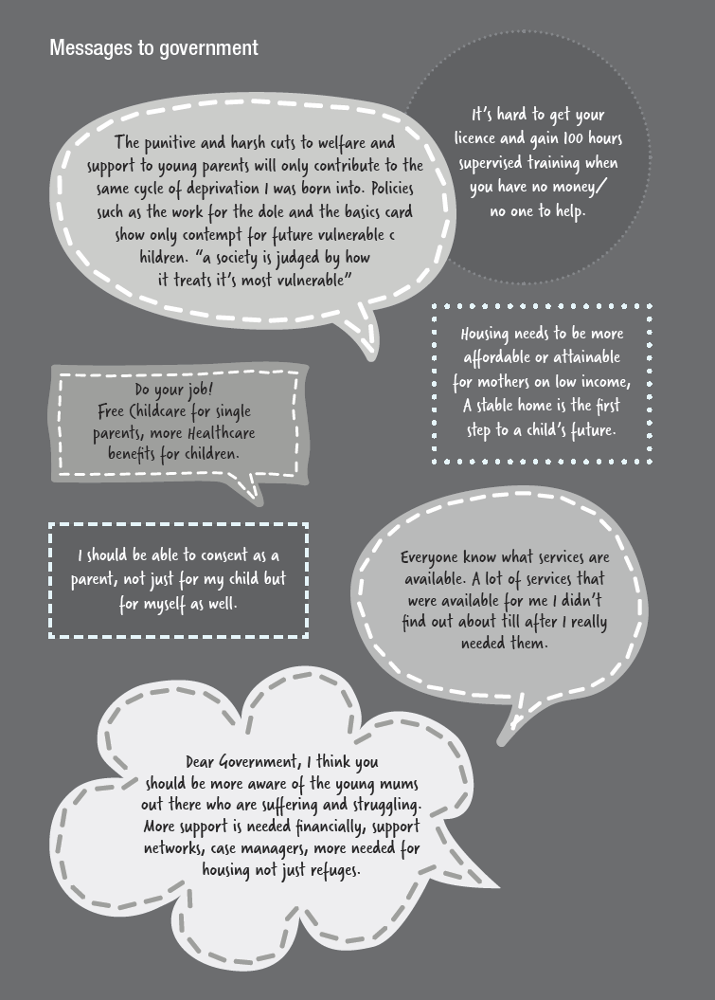 Messages to government
The punitive and harsh cuts to welfare and
support to young parents will only contribute to the
same cycle of deprivation I was born into. Policies
such as the work for the dole and the basics card
show only contempt for future vulnerable c
hildren. “a society is judged by how
it treats it’s most vulnerable”
It’s hard to get your
licence and gain 100 hours
supervised training when
you have no money/
no one to help.
Housing needs to be more
affordable or attainable
for mothers on low income,
A stable home is the first
step to a child’s future.
Do your job!
Free Childcare for single
parents, more Healthcare
benefits for children.
I should be able to consent as a
parent, not just for my child but
for myself as well.
Everyone know what services are
available. A lot of services that
were available for me I didn’t
find out about till after I really
needed them.
Dear Government, I think you
should be more aware of the young mums
out there who are suffering and struggling.
More support is needed financially, support
networks, case managers, more needed for
housing not just refuges.